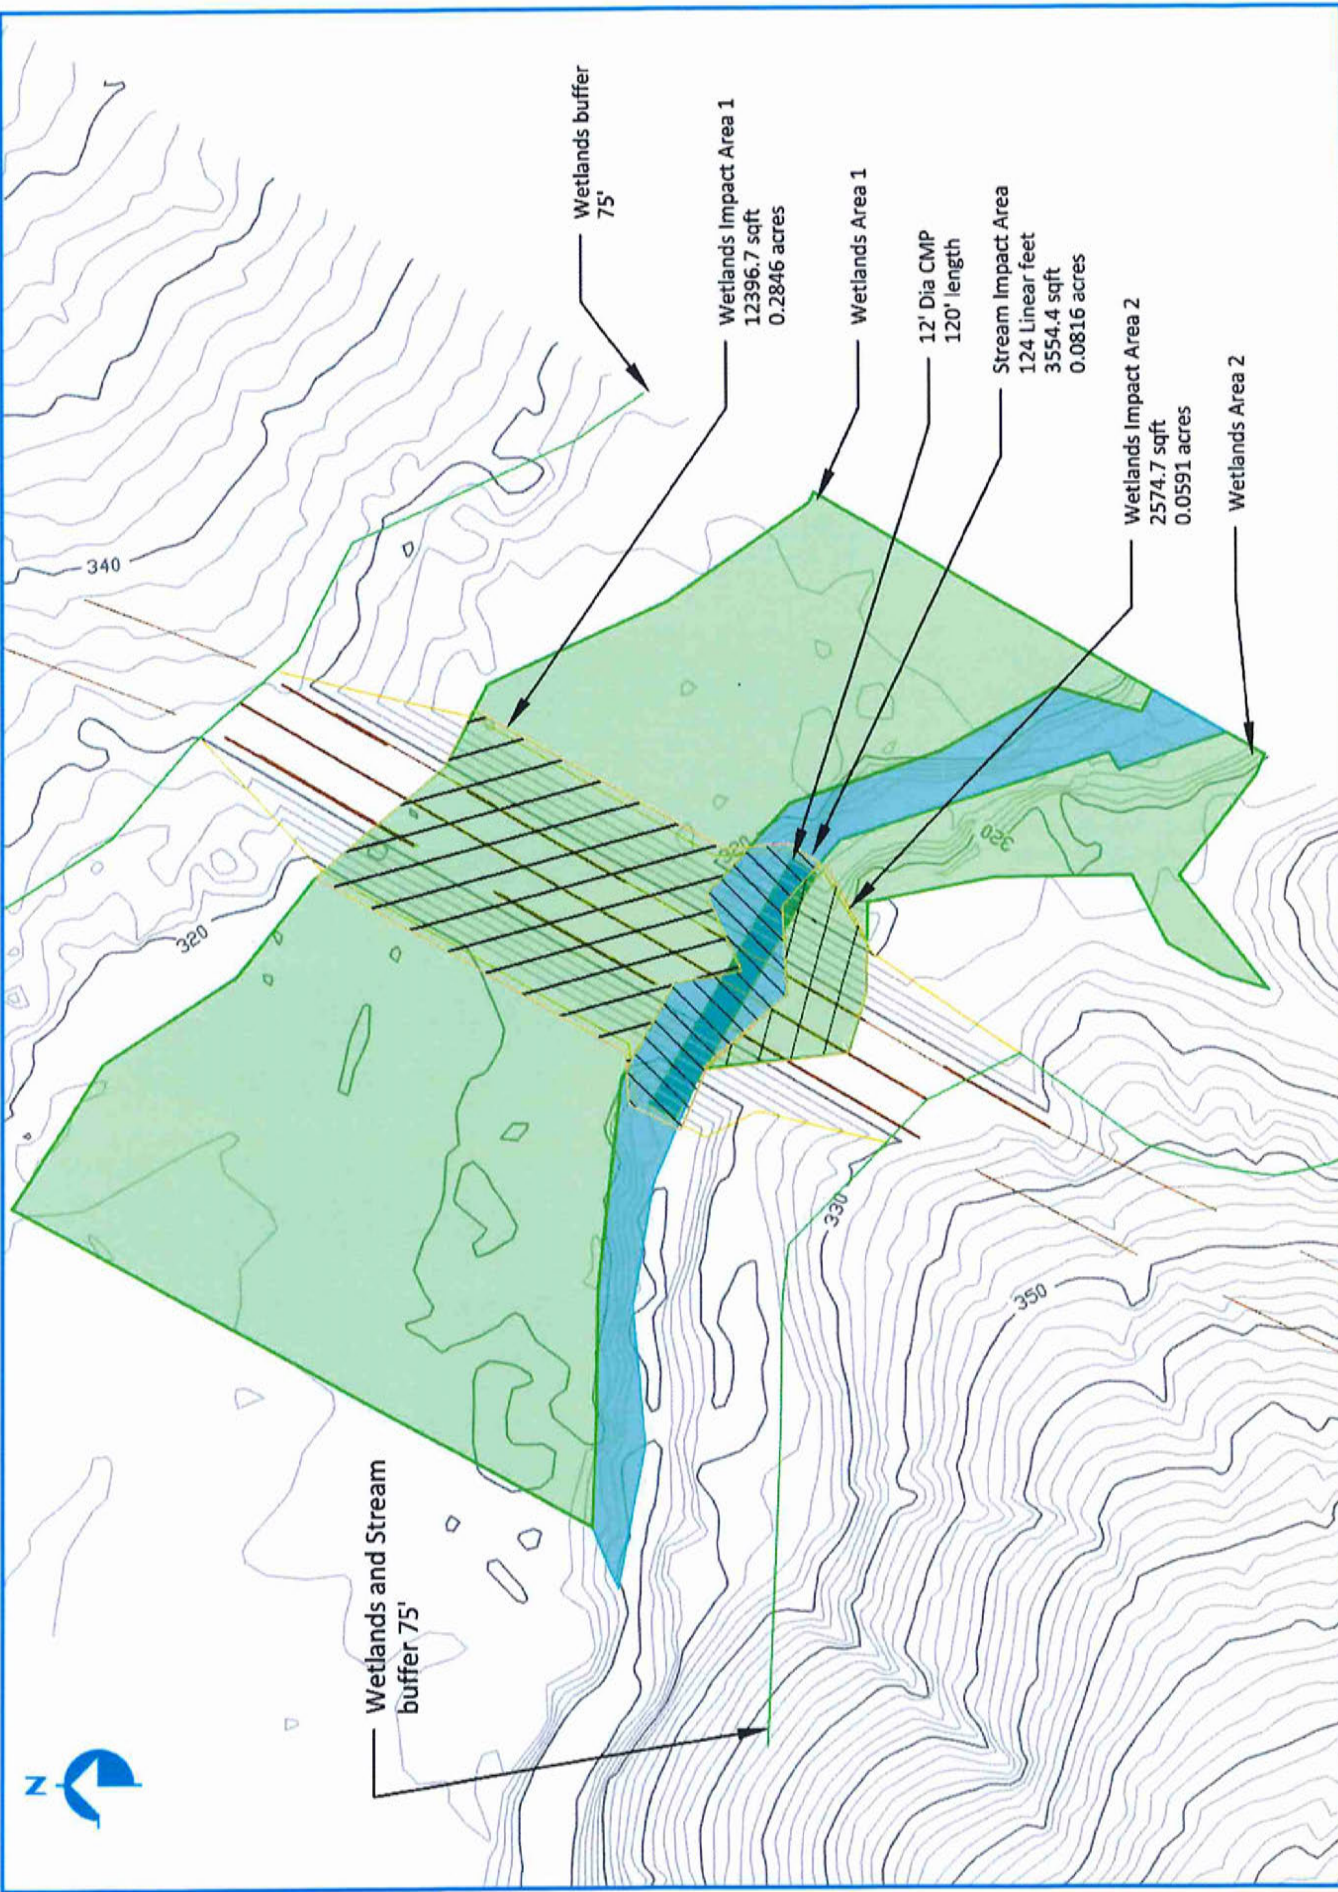 N
Wetlands and Stream
buffer 75'
Wetlands buffer
75'
Wetlands Impact Area 1
12396.7 sqft
0.2846 acres
Wetlands Area 1
12' Dia CMP
120' length
Stream Impact Area
124 Linear feet
3554.4 sqft
0.0816 acres
Wetlands Impact Area 2
2574.7 sqft
0.0591 acres
Wetlands Area 2
340
320
320
320
330
350